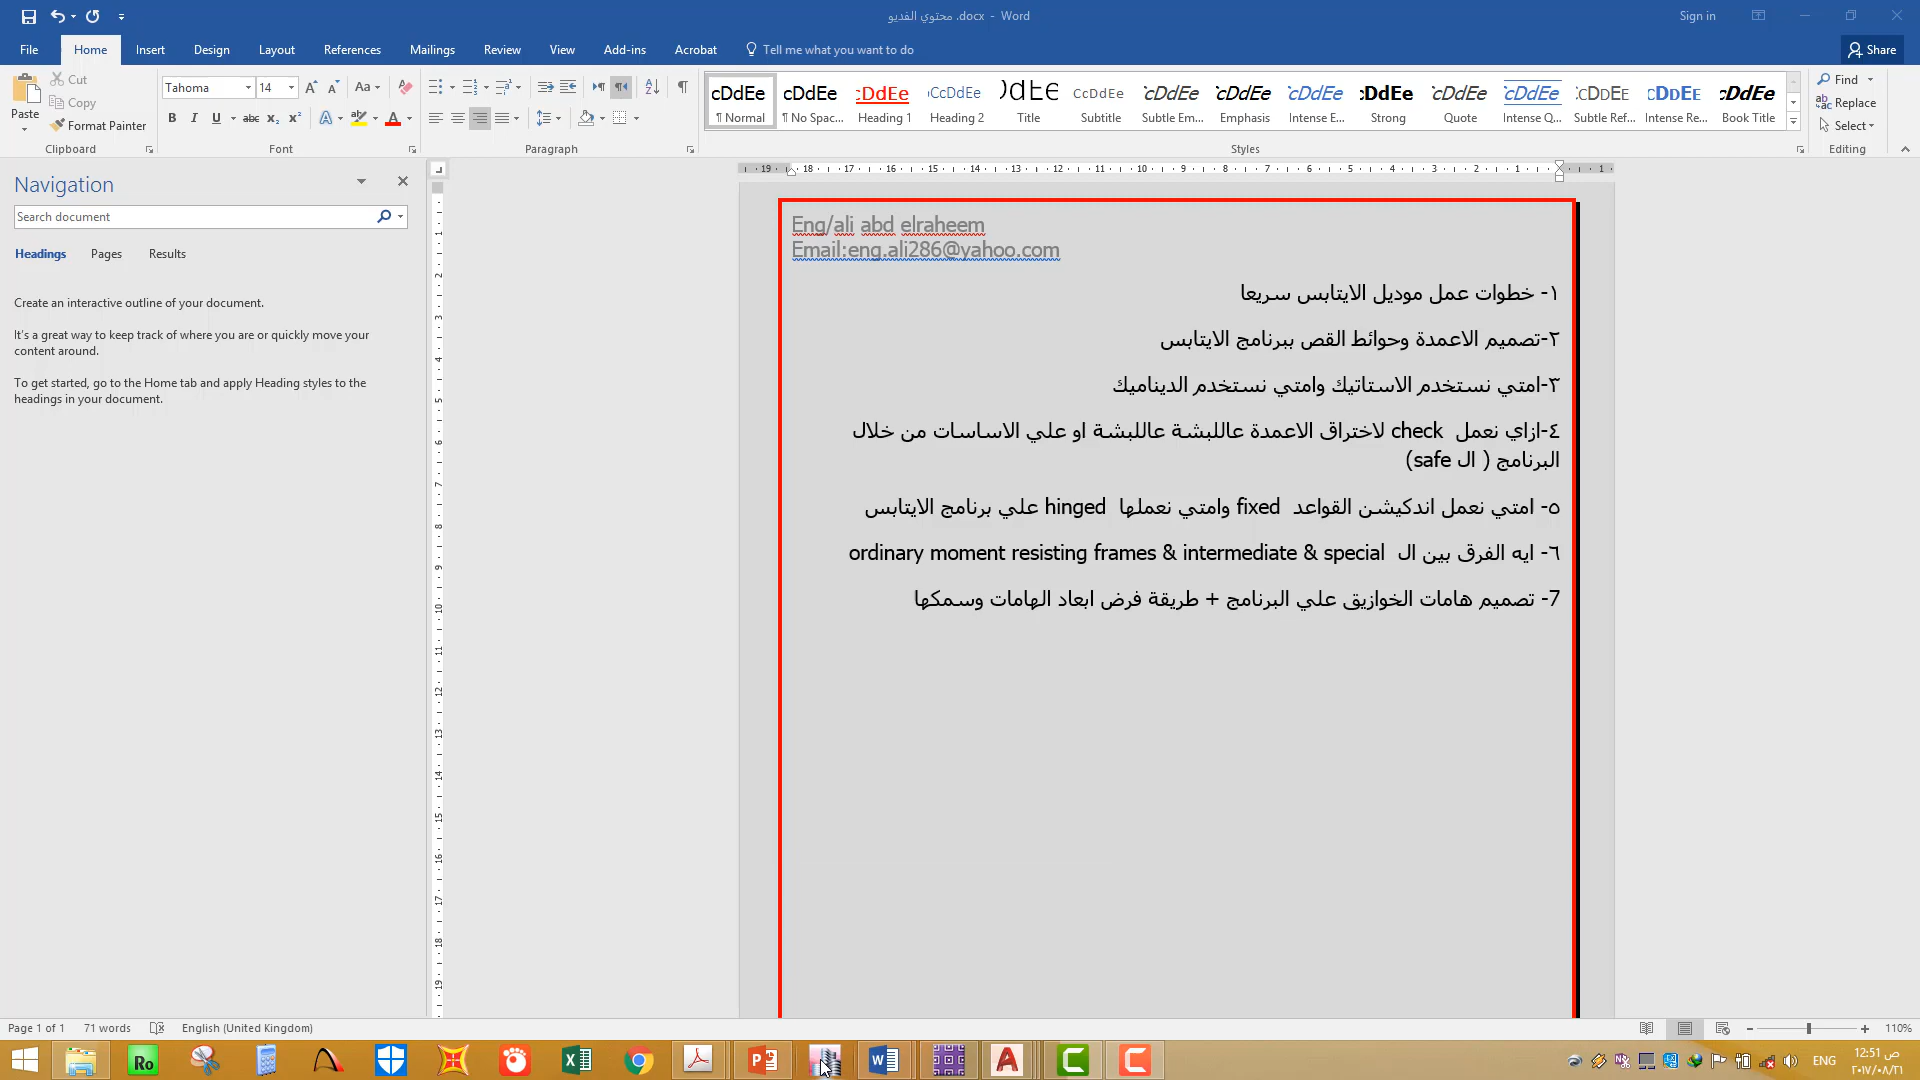 محتوي الفديو .docx - Word
Sign in
File Home Insert Design Layout References Mailings Review View Add-ins Acrobat Tell me what you want to do Share
Paste
Cut
Copy
Format Painter
Clipboard
Tahoma 14
Font
Paragraph
¶ Normal
¶ No Spac...
Heading 1
Heading 2
Title
Subtitle
Subtle Em...
Emphasis
Intense E...
Strong
Quote
Intense Q...
Subtle Ref...
Intense Re...
Book Title
Styles
Find
Replace
Select
Editing
Navigation
Search document
Headings Pages Results
Create an interactive outline of your document.
It's a great way to keep track of where you are or quickly move your
content around.
To get started, go to the Home tab and apply Heading styles to the
headings in your document.
Eng/ali abd elraheem
Email:eng.ali286@yahoo.com
١- خطوات عمل موديل الايتابس سريعا
٢-تصميم الاعمدة وحوائط القص ببرنامج الايتابس
٣-امتي نستخدم الاستاتيك وامتي نستخدم الديناميك
٤-ازاي نعمل check لاختراق الاعمدة عاللبشة عاللبشة او علي الاساسات من خلال
البرنامج ( ال safe)
٥- امتي نعمل اندكيشن القواعد fixed وامتي نعملها hinged علي برنامج الايتابس
٦- ايه الفرق بين ال ordinary moment resisting frames & intermediate & special
7- تصميم هامات الخوازيق علي البرنامج + طريقة فرض ابعاد الهامات وسمكها
Page 1 of 1 71 words English (United Kingdom) 110%
ENG
12:51 ص
٢٠١٧/٠٨/٢١